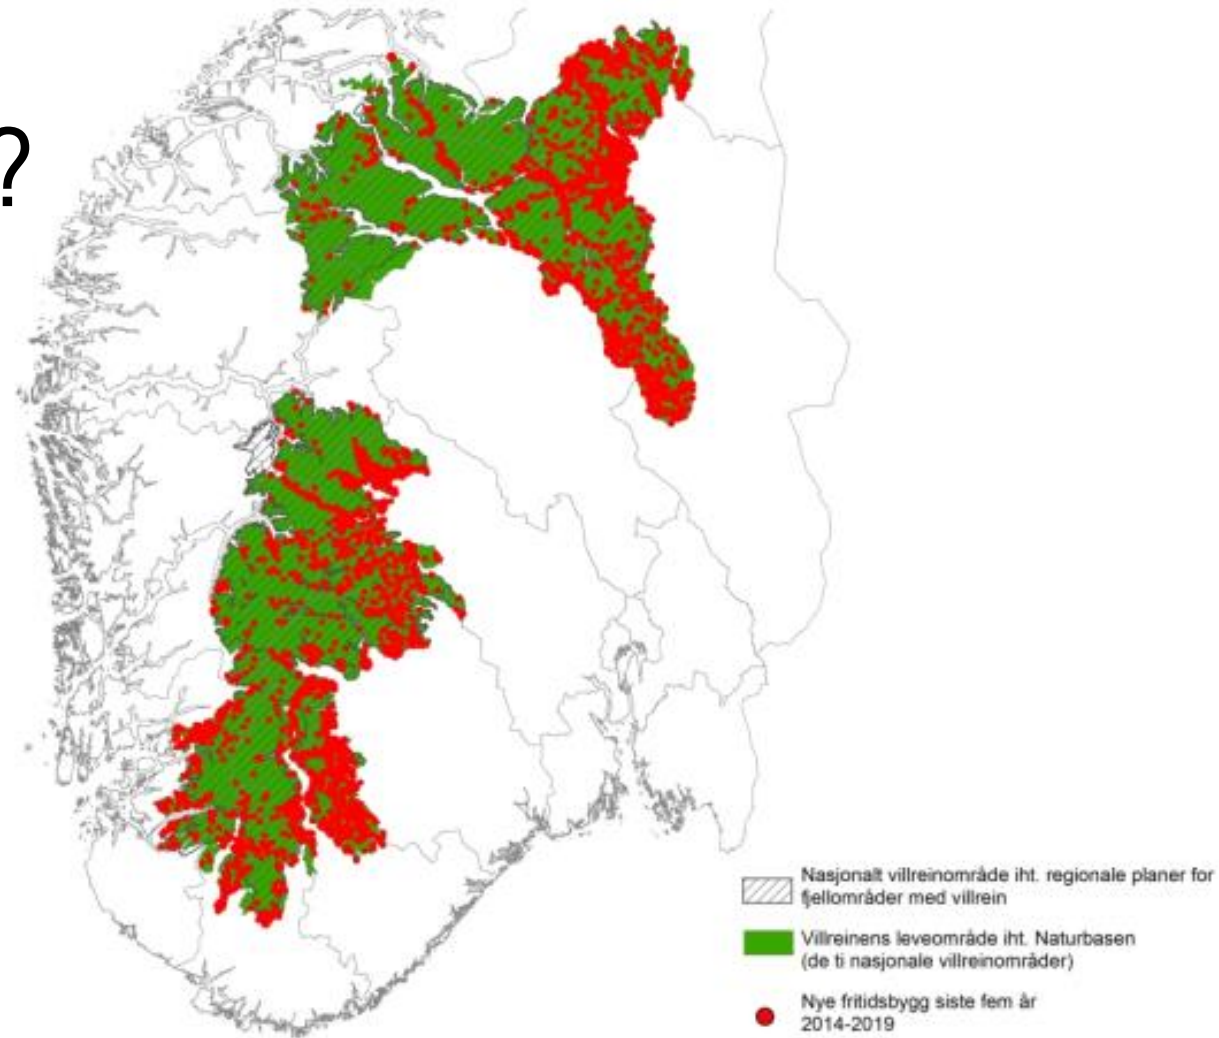 ?
Nasjonalt villreinområde iht. regionale planer for
fjellområder med villrein
Villreinens leveområde iht. Naturbasen
(de ti nasjonale villreinområder)
Nye fritidsbygg siste fem år
2014-2019